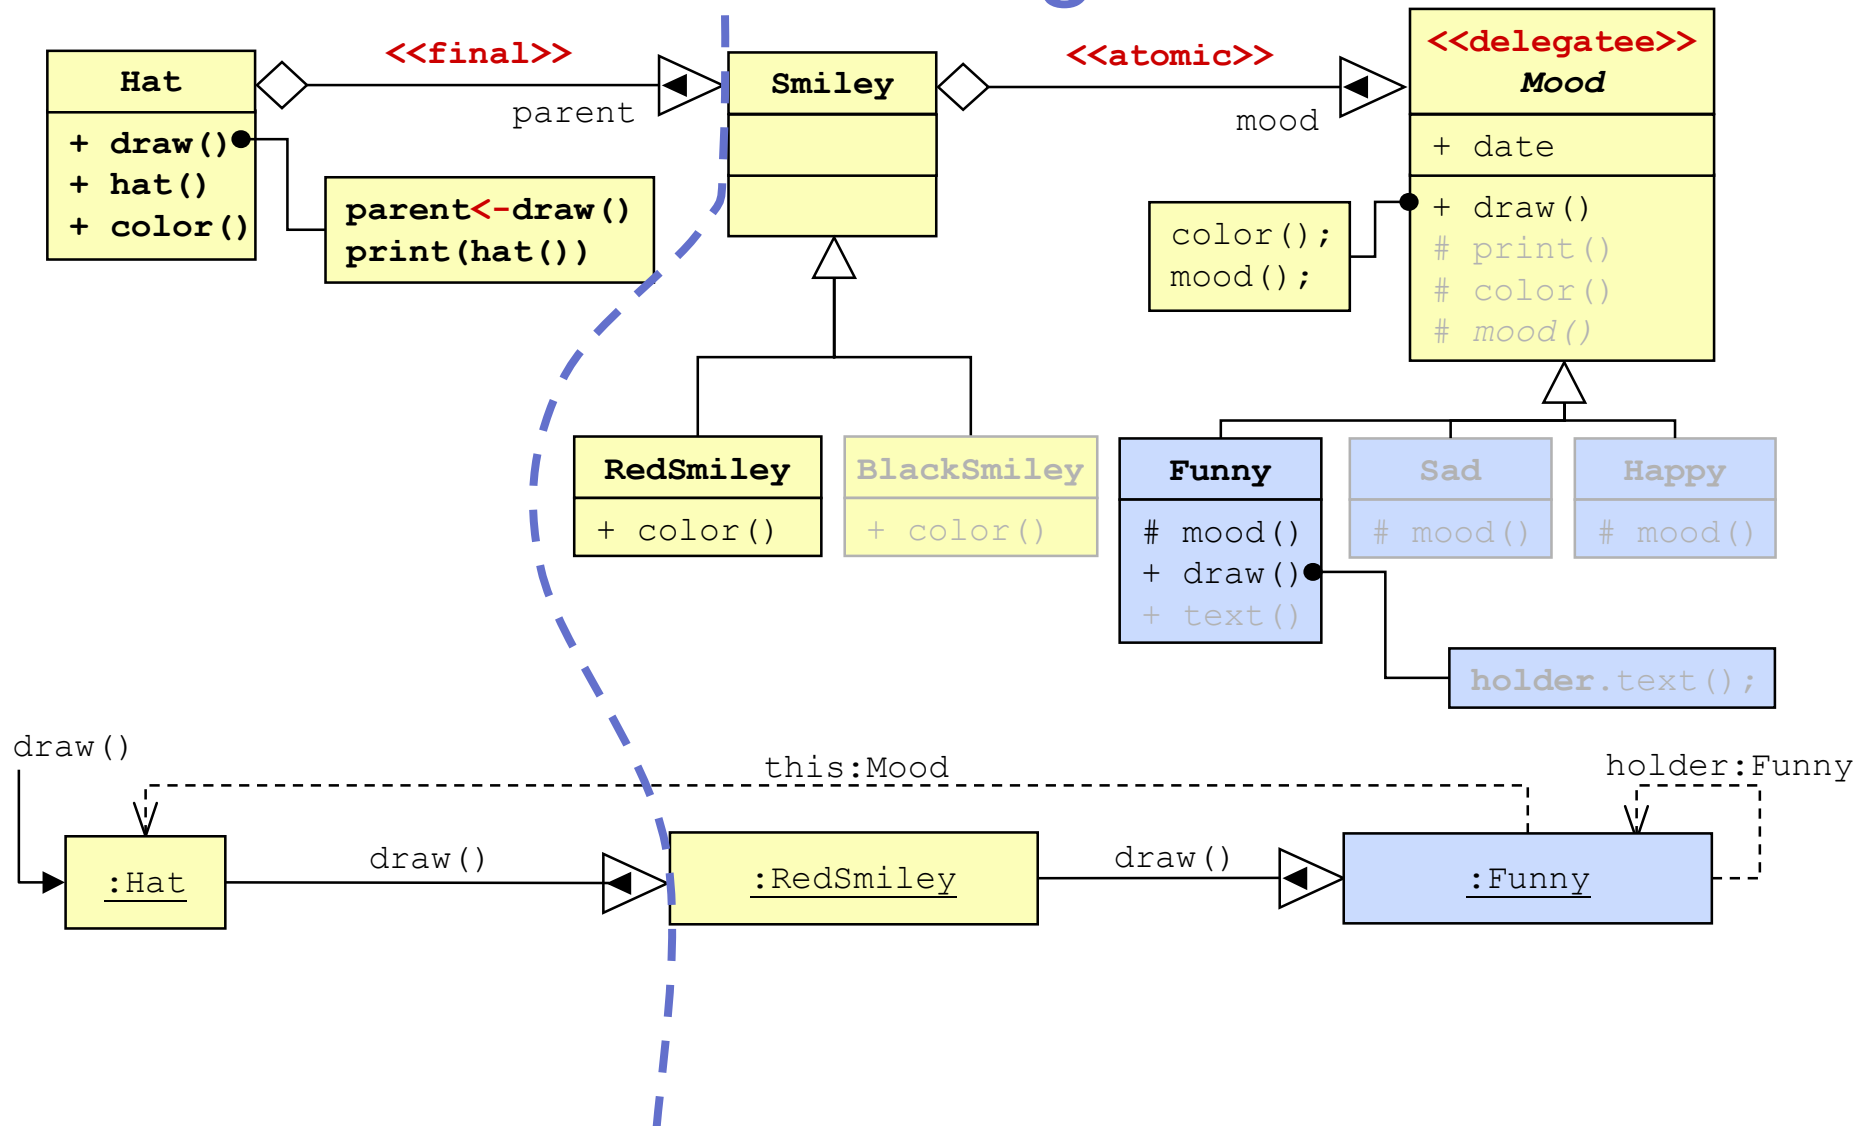 <<final>>
Hat
parent
+ draw()
+ hat()
+ color()
parent<-draw()
print(hat())
Smiley
<<atomic>>
mood
<<delegatee>>
Mood
+ date
+ draw()
# print()
# color()
# mood()
color();
mood();
RedSmiley
+ color()
BlackSmiley
+ color()
Funny
# mood()
+ draw()
+ text()
Sad
# mood()
Happy
# mood()
holder.text();
draw()
this:Mood
holder:Funny
:Hat
draw()
:RedSmiley
draw()
:Funny